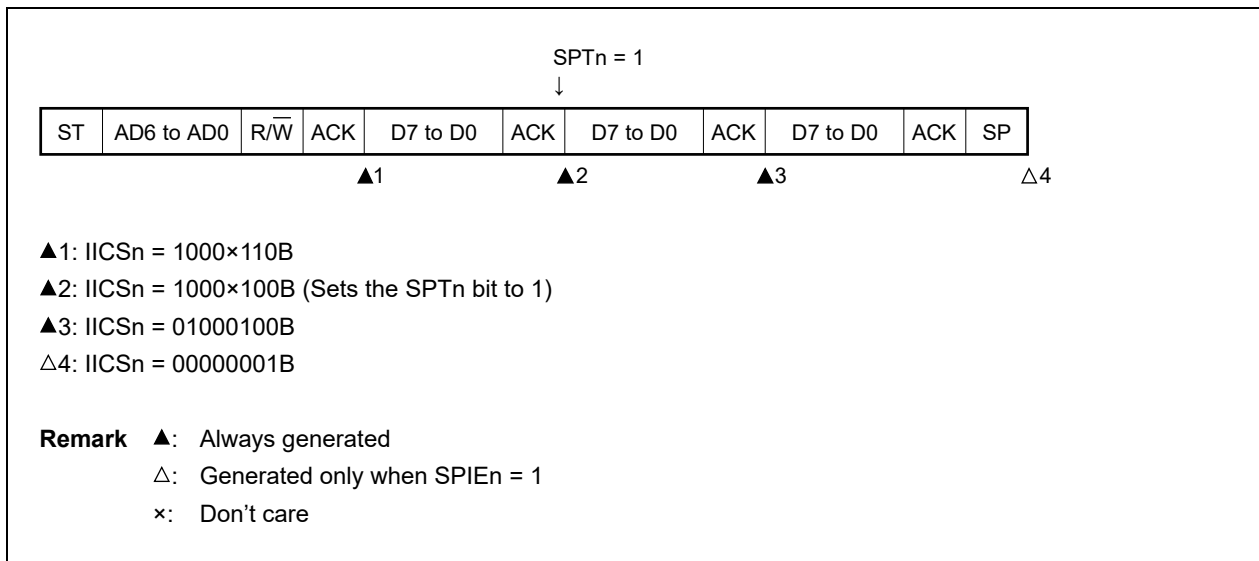 SPTn = 1
↓
ST AD6 to AD0 R/W̅ ACK D7 to D0 ACK D7 to D0 ACK D7 to D0 ACK SP
▲1 ▲2 ▲3 △4
▲1: IICSn = 1000×110B
▲2: IICSn = 1000×100B (Sets the SPTn bit to 1)
▲3: IICSn = 01000100B
△4: IICSn = 00000001B
Remark ▲: Always generated
△: Generated only when SPIEn = 1
×: Don't care